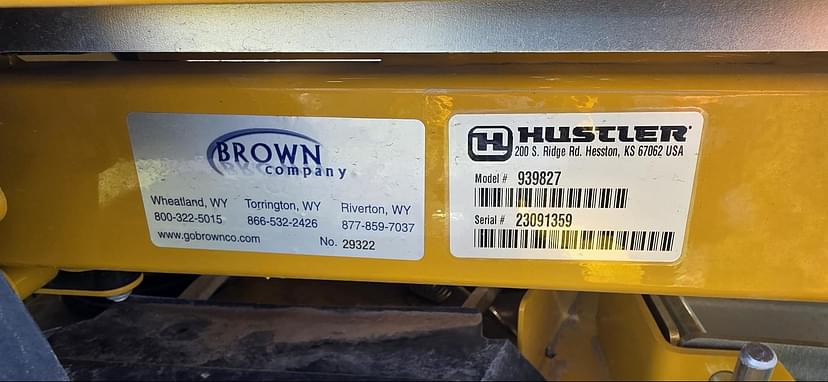 BROWN
company
Wheatland, WY Torrington, WY Riverton, WY
800-322-5015 866-532-2426 877-859-7037
www.gobrownco.com No. 29322
H HUSTLER
200 S. Ridge Rd. Hesston, KS 67062 USA
Model # 939827
Serial # 23091359